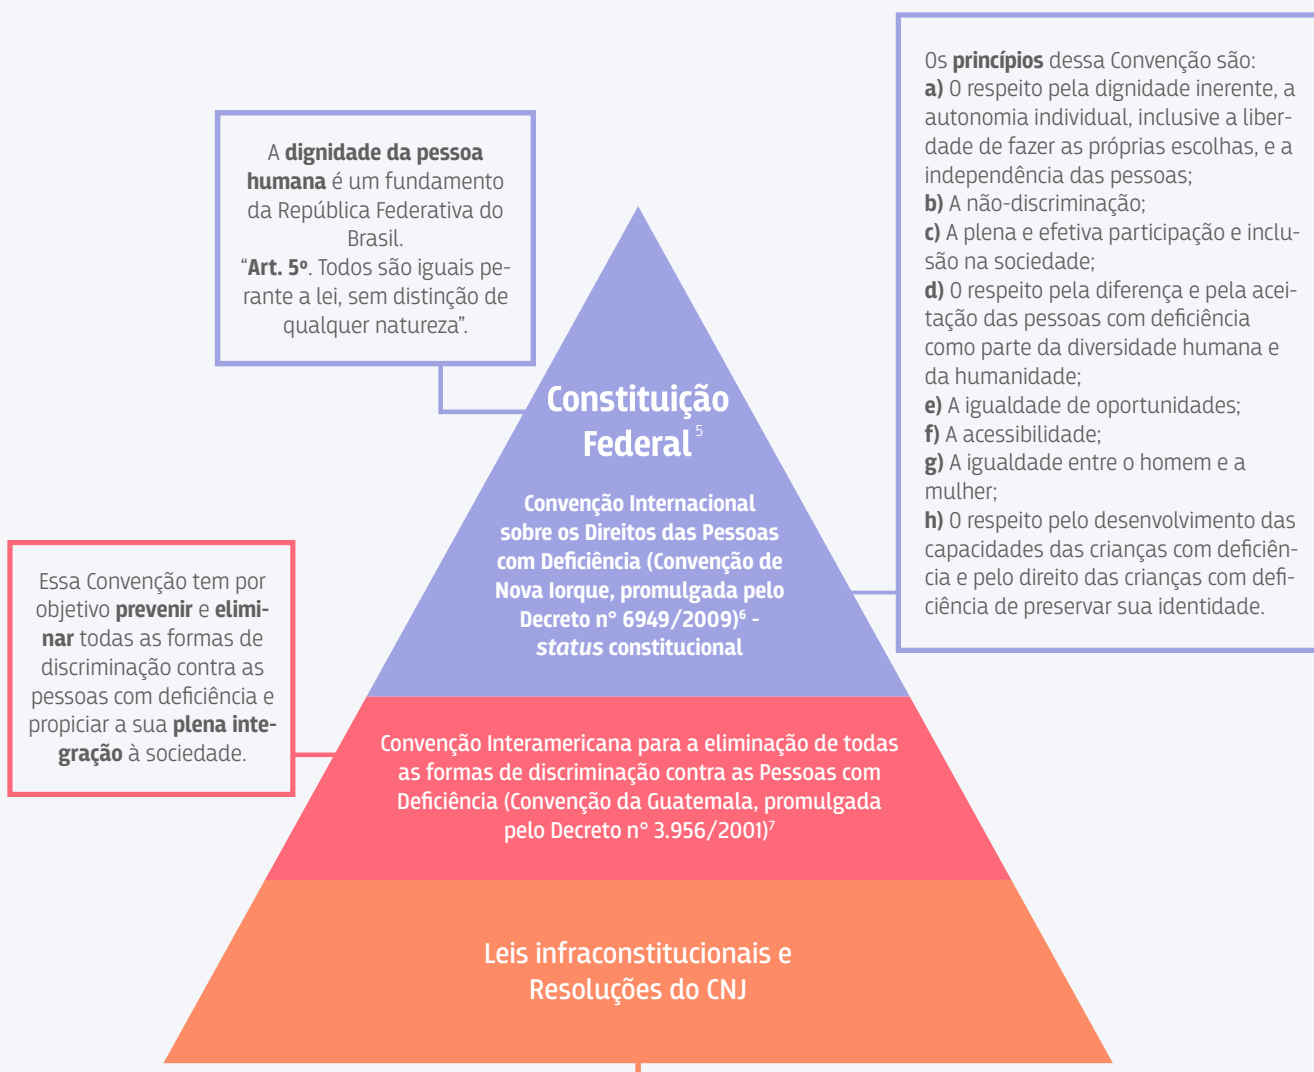 Os princípios dessa Convenção são:
a) O respeito pela dignidade inerente, a
autonomia individual, inclusive a liber-
dade de fazer as próprias escolhas, e a
independência das pessoas;
b) A não-discriminação;
c) A plena e efetiva participação e inclu-
são na sociedade;
d) O respeito pela diferença e pela acei-
tação das pessoas com deficiência
como parte da diversidade humana e
da humanidade;
e) A igualdade de oportunidades;
f) A acessibilidade;
g) A igualdade entre o homem e a
mulher;
h) O respeito pelo desenvolvimento das
capacidades das crianças com deficiên-
cia e pelo direito das crianças com defi-
ciência de preservar sua identidade.
A dignidade da pessoa
humana é um fundamento
da República Federativa do
Brasil.
“Art. 5º. Todos são iguais pe-
rante a lei, sem distinção de
qualquer natureza”.
Constituição
Federal 5
Convenção Internacional
sobre os Direitos das Pessoas
com Deficiência (Convenção de
Nova Iorque, promulgada pelo
Decreto n° 6949/2009)⁶ -
status constitucional
Essa Convenção tem por
objetivo prevenir e elimi-
nar todas as formas de
discriminação contra as
pessoas com deficiência e
propiciar a sua plena inte-
gração à sociedade.
Convenção Interamericana para a eliminação de todas
as formas de discriminação contra as Pessoas com
Deficiência (Convenção da Guatemala, promulgada
pelo Decreto n° 3.956/2001)⁷
Leis infraconstitucionais e
Resoluções do CNJ